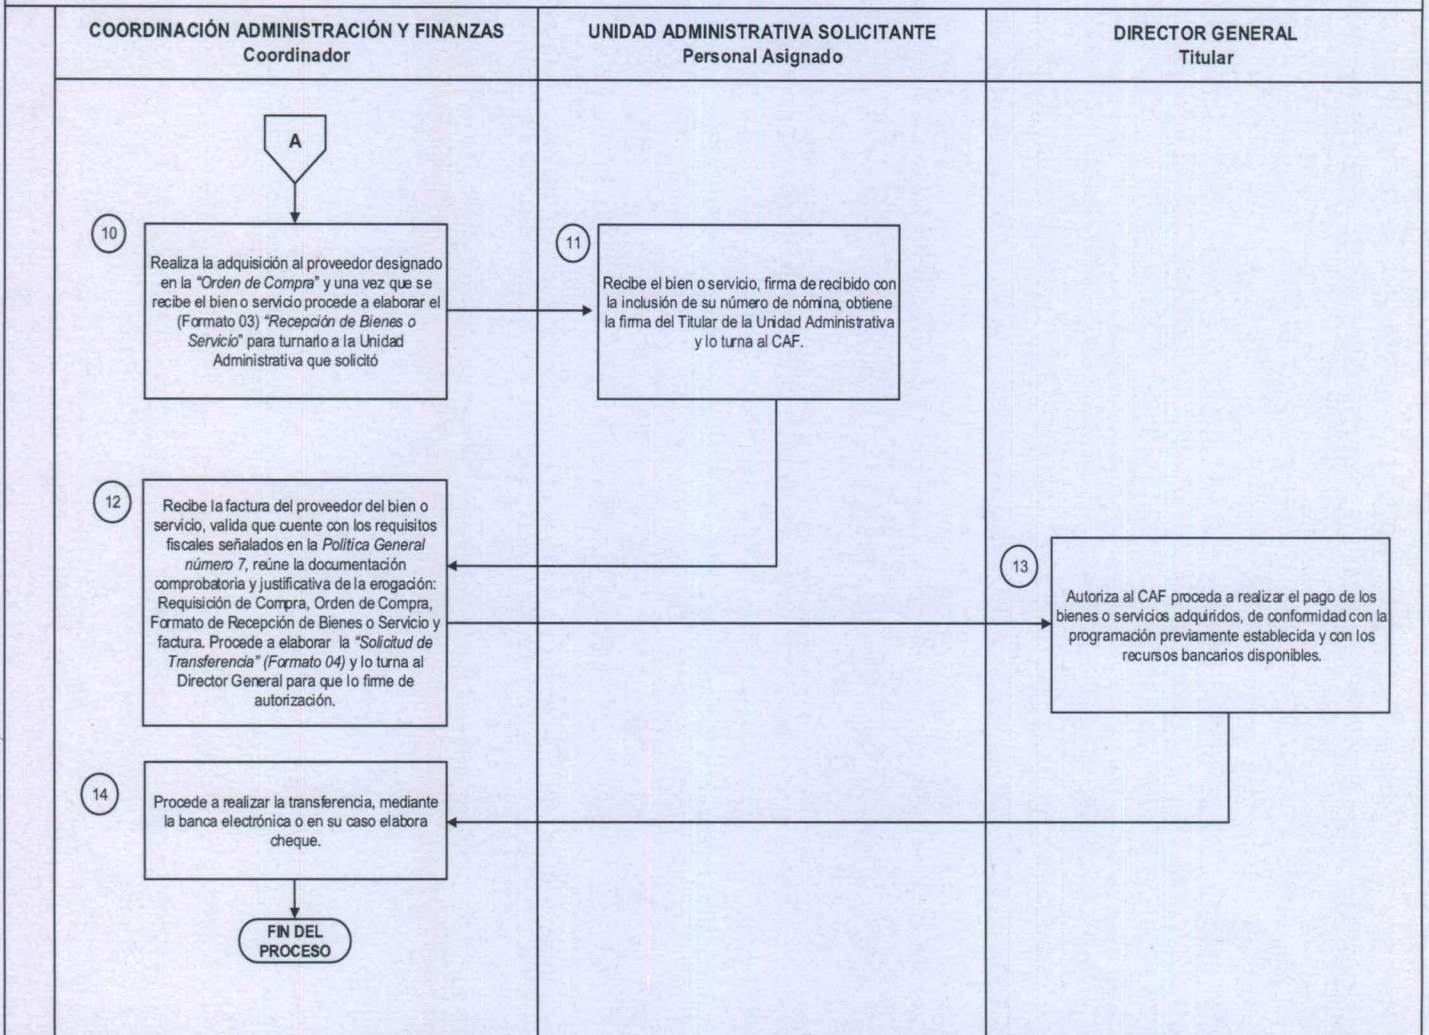 COORDINACIÓN ADMINISTRACIÓN Y FINANZAS
Coordinador
UNIDAD ADMINISTRATIVA SOLICITANTE
Personal Asignado
DIRECTOR GENERAL
Titular
A
10
Realiza la adquisición al proveedor designado
en la "Orden de Compra" y una vez que se
recibe el bien o servicio procede a elaborar el
(Formato 03) "Recepción de Bienes o
Servicio" para turnarlo a la Unidad
Administrativa que solicitó
11
Recibe el bien o servicio, firma de recibido con
la inclusión de su número de nómina, obtiene
la firma del Titular de la Unidad Administrativa
y lo turna al CAF.
12
Recibe la factura del proveedor del bien o
servicio, valida que cuente con los requisitos
fiscales señalados en la Política General
número 7, reúne la documentación
comprobatoria y justificativa de la erogación:
Requisición de Compra, Orden de Compra,
Formato de Recepción de Bienes o Servicio y
factura. Procede a elaborar la "Solicitud de
Transferencia" (Formato 04) y lo turna al
Director General para que lo firme de
autorización.
13
Autoriza al CAF proceda a realizar el pago de los
bienes o servicios adquiridos, de conformidad con la
programación previamente establecida y con los
recursos bancarios disponibles.
14
Procede a realizar la transferencia, mediante
la banca electrónica o en su caso elabora
cheque.
FIN DEL
PROCESO